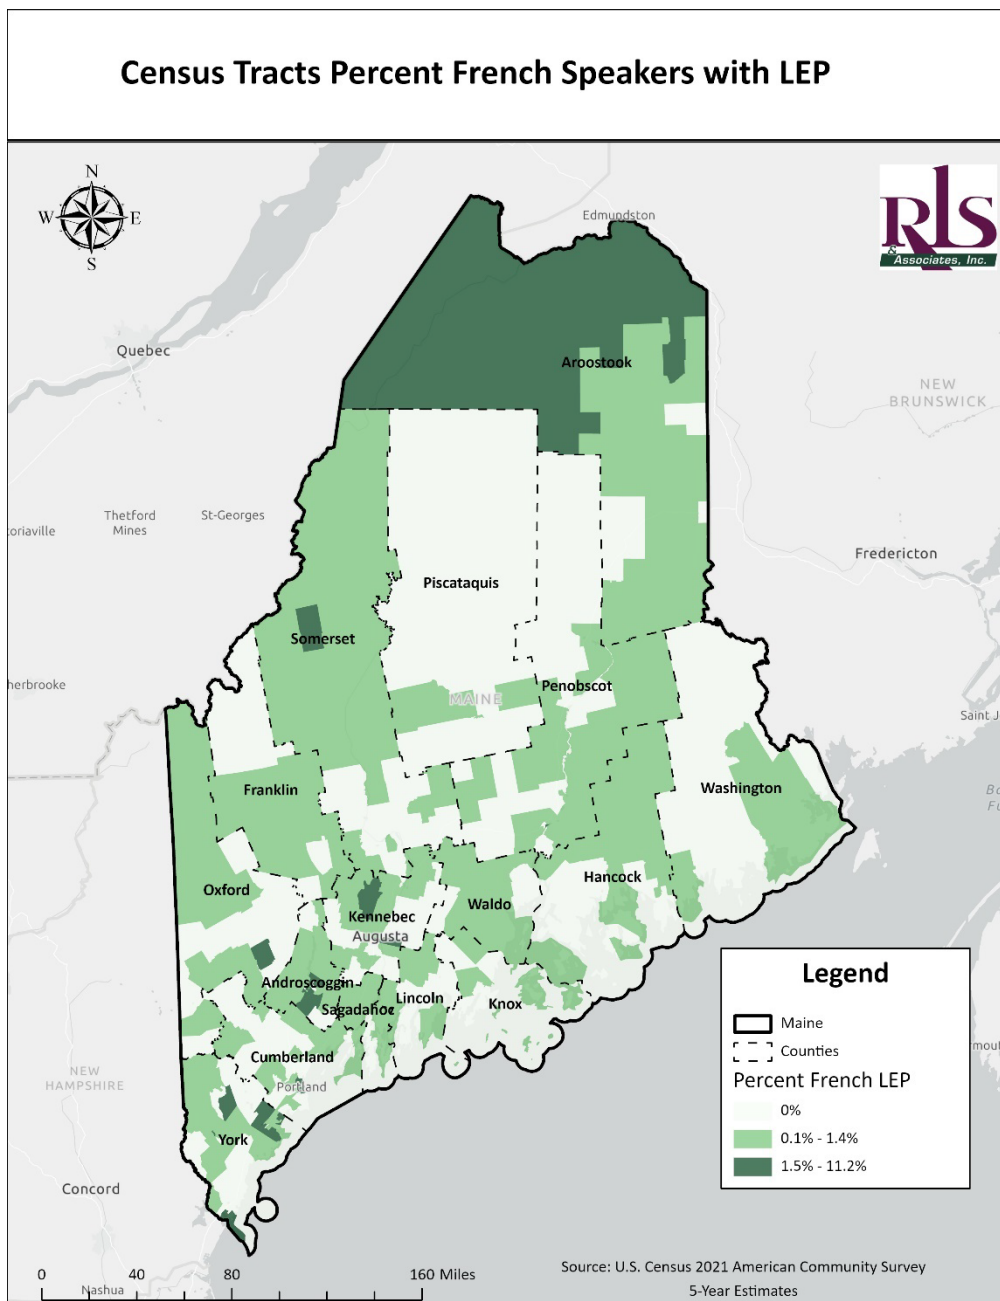 Census Tracts Percent French Speakers with LEP
N
W E
S
RLS
& Associates, Inc.
Edmundston
Quebec
Aroostook
NEW
BRUNSWICK
Thetford
Mines
St-Georges
oriaville
Fredericton
Piscataquis
Somerset
herbrooke
Penobscot
MAINE
Saint J
Franklin
Washington
Oxford
Hancock
Waldo
Kennebec
Augusta
Androscoggin
Sagadahoc
Lincoln
Knox
Cumberland
Portland
NEW
HAMPSHIRE
York
Concord
Nashua
mout
Legend
Maine
Counties
Percent French LEP
0%
0.1% - 1.4%
1.5% - 11.2%
0 40 80 160 Miles
Source: U.S. Census 2021 American Community Survey
5-Year Estimates